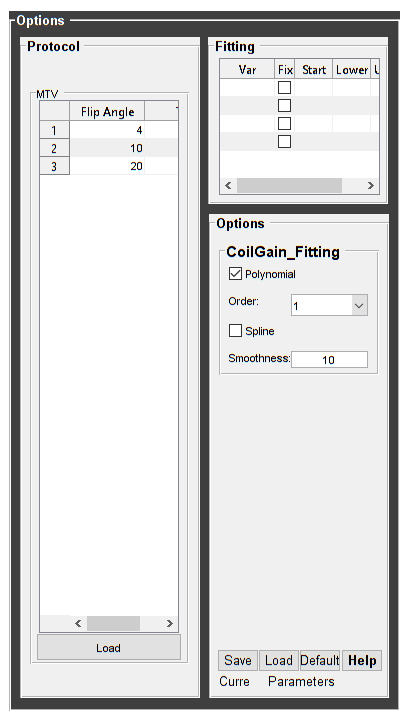 Options
Protocol
MTV
Flip Angle
1 4
2 10
3 20
Load
Fitting
Var Fix Start Lower
Options
CoilGain_Fitting
Polynomial
Order: 1
Spline
Smoothness: 10
Save Load Default Help
Curre Parameters